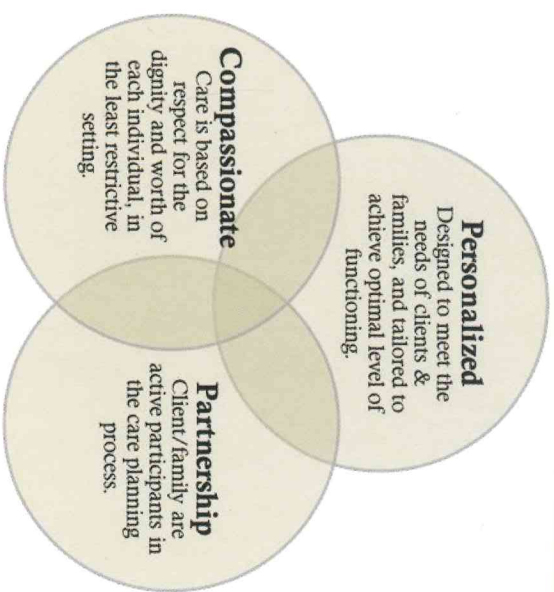 Personalized
Designed to meet the
needs of clients &
families, and tailored to
achieve optimal level of
functioning.
Compassionate
Care is based on
respect for the
dignity and worth of
each individual, in
the least restrictive
setting.
Partnership
Client/family are
active participants in
the care planning
process.